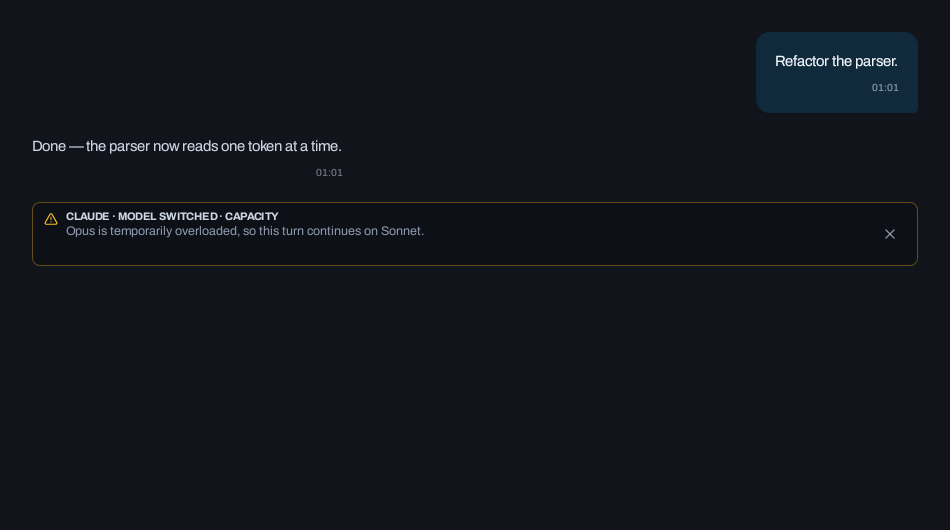 Refactor the parser.
01:01
Done — the parser now reads one token at a time.
01:01
CLAUDE · MODEL SWITCHED · CAPACITY
Opus is temporarily overloaded, so this turn continues on Sonnet.